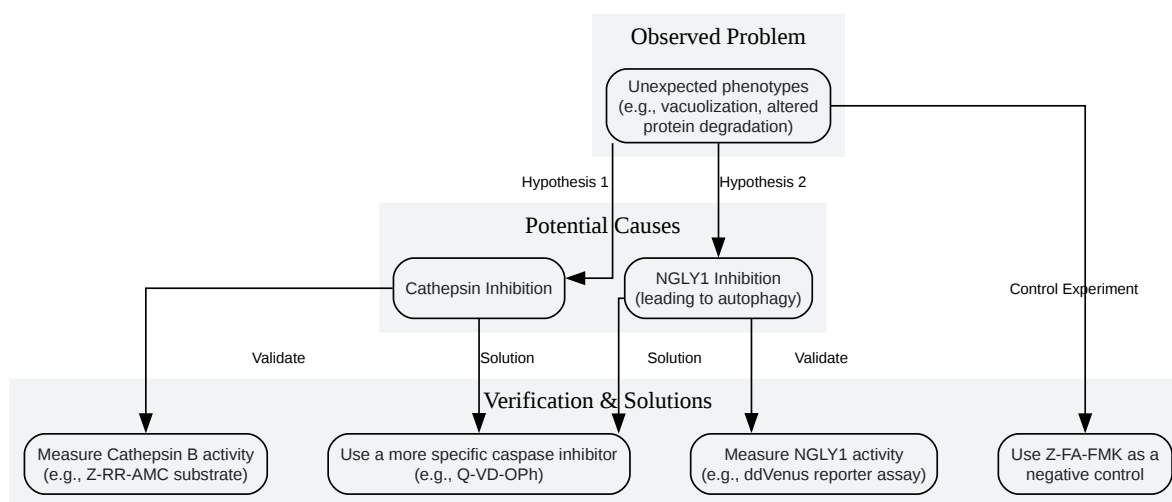 Observed Problem
Unexpected phenotypes
(e.g., vacuolization, altered
protein degradation)
Hypothesis 1
Hypothesis 2
Potential Causes
Cathepsin Inhibition
NGLY1 Inhibition
(leading to autophagy)
Control Experiment
Validate
Solution
Solution
Validate
Verification & Solutions
Measure Cathepsin B activity
(e.g., Z-RR-AMC substrate)
Use a more specific caspase inhibitor
(e.g., Q-VD-OPh)
Measure NGLY1 activity
(e.g., ddVenus reporter assay)
Use Z-FA-FMK as a
negative control